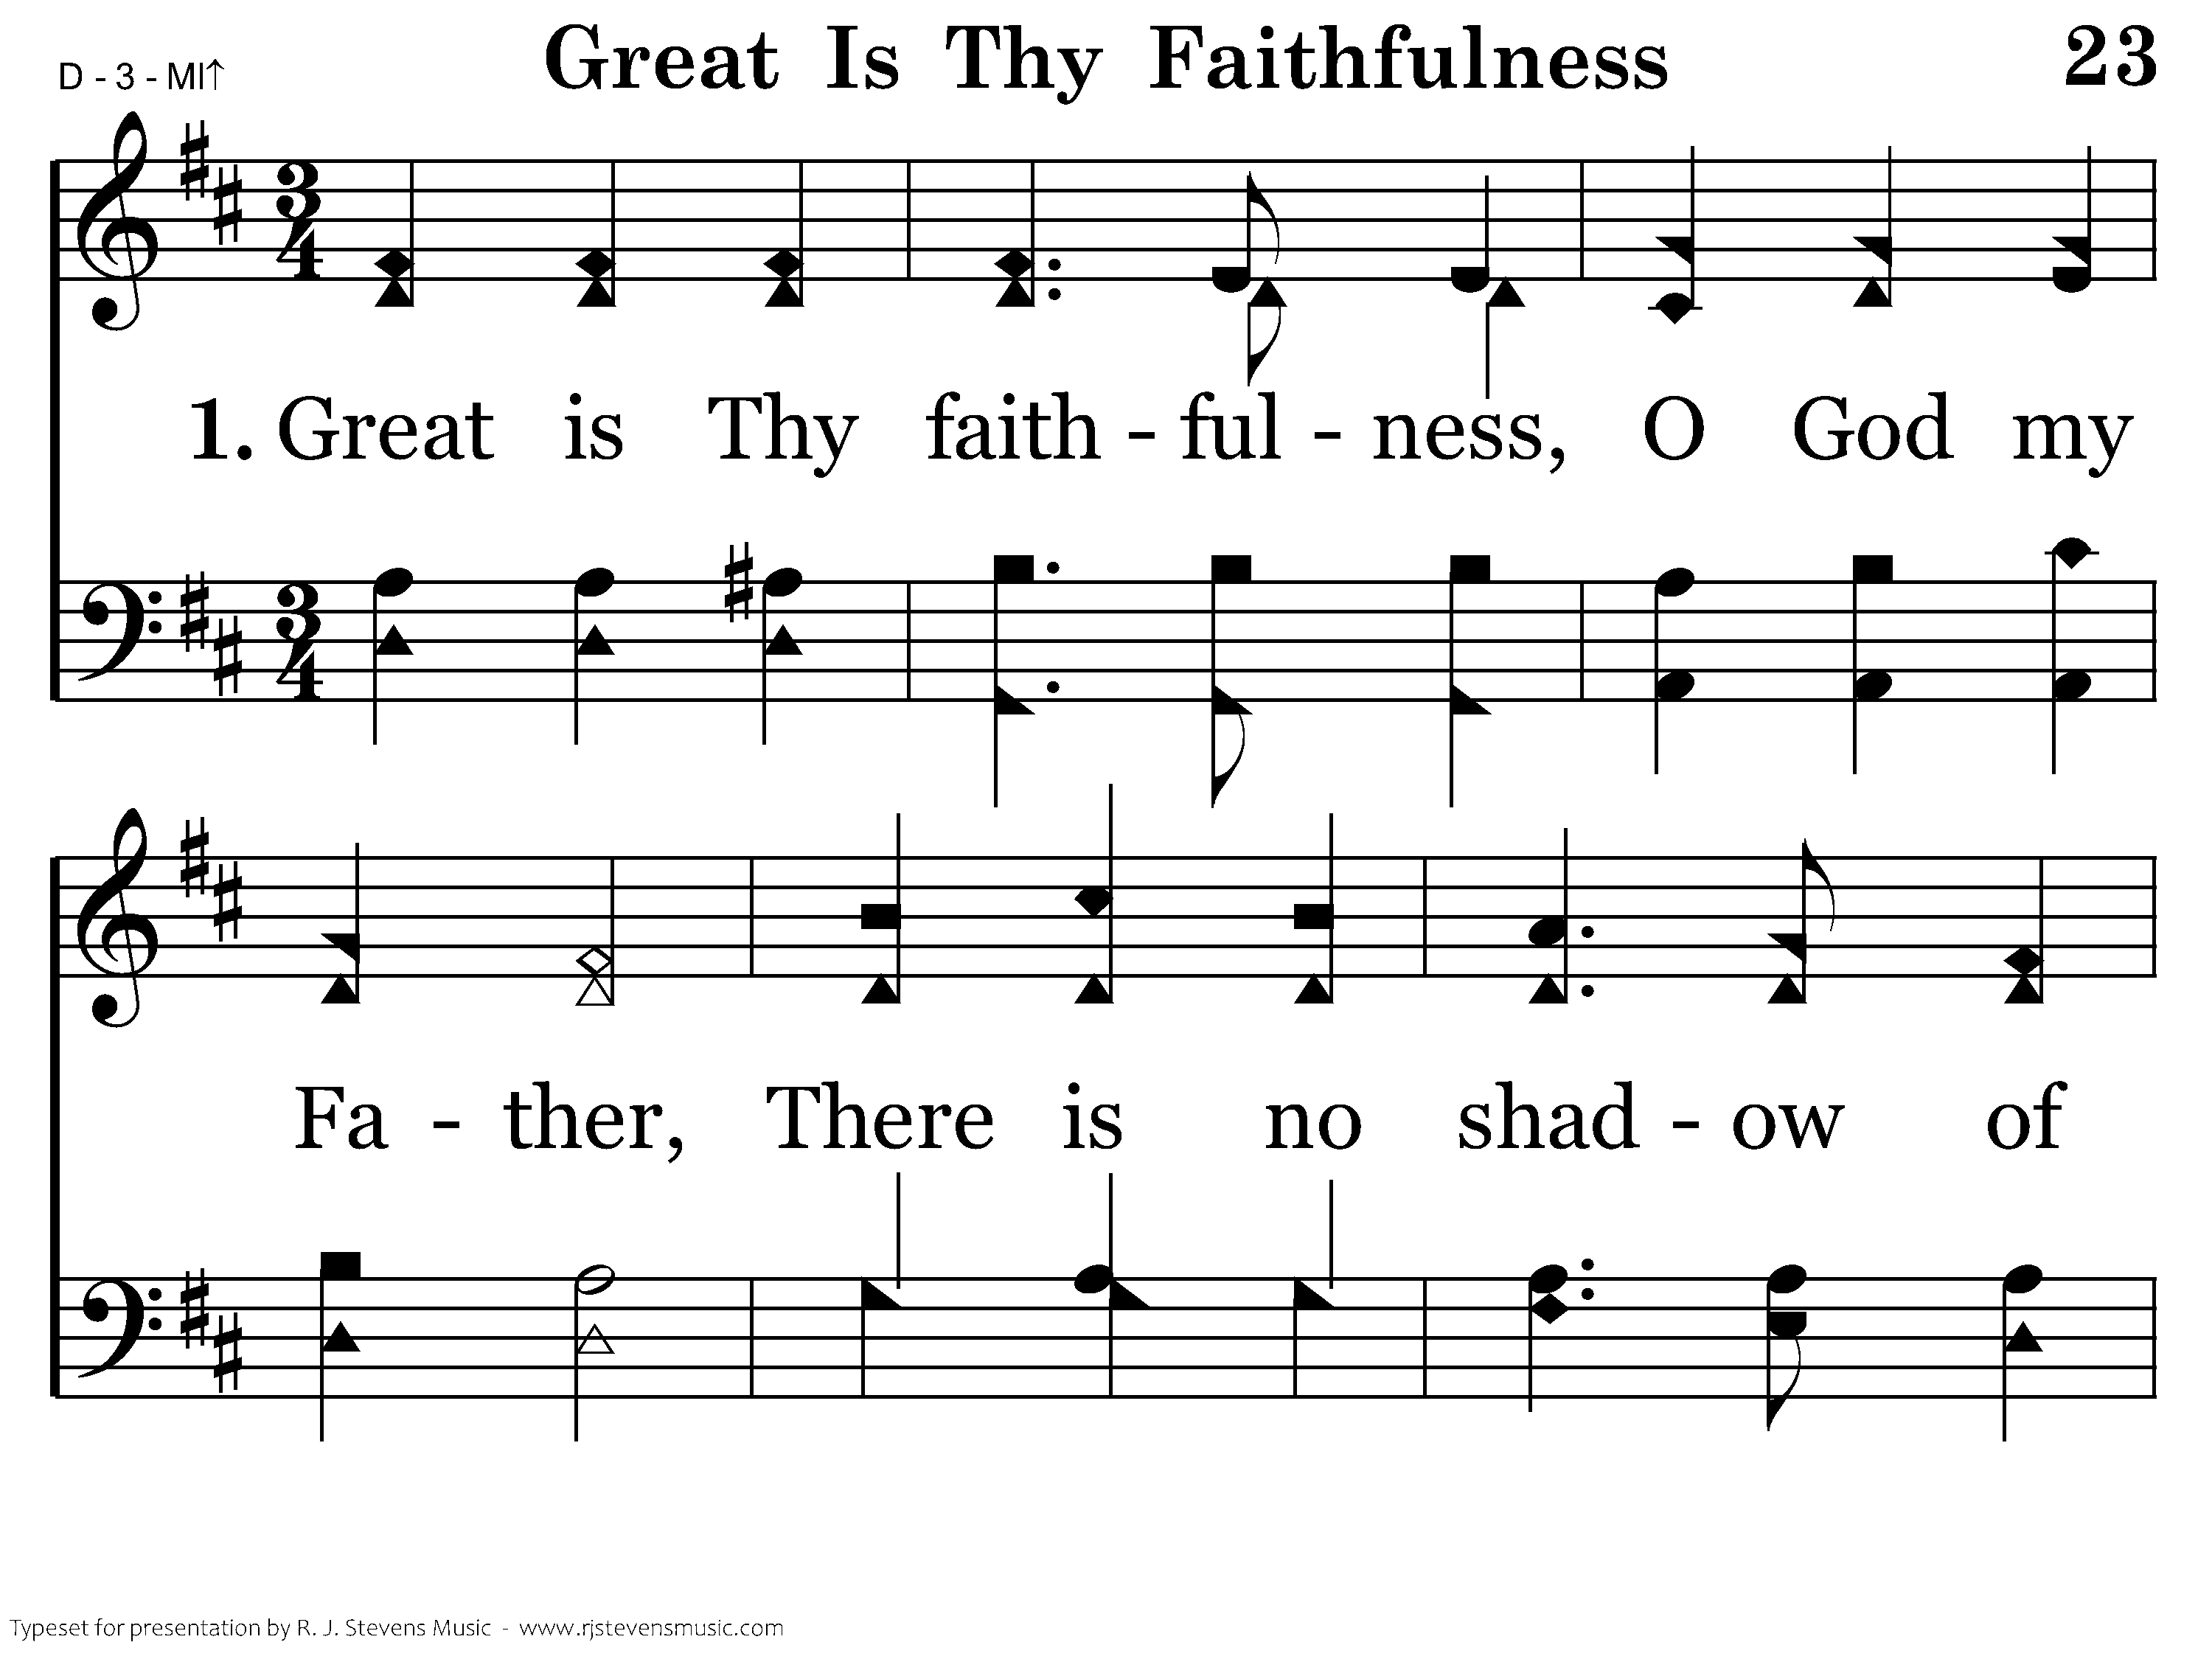 D - 3 - MI↑
Great Is Thy Faithfulness
23
1. Great is Thy faith - ful - ness, O God my
Fa - ther, There is no shad - ow of
Typeset for presentation by R. J. Stevens Music - www.rjstevensmusic.com